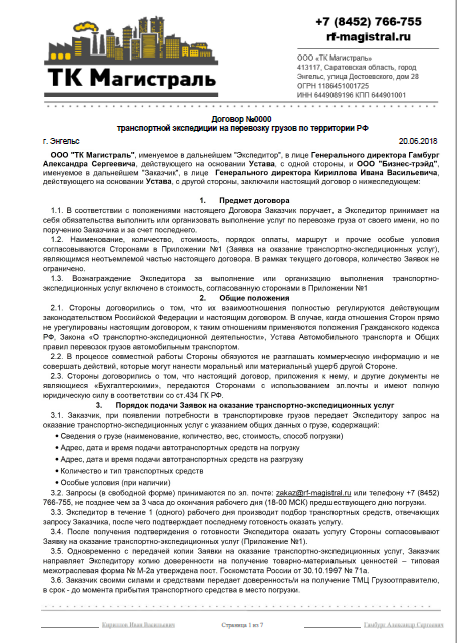 ТК Магистраль
+7 (8452) 766-755
rf-magistral.ru
ООО «ТК Магистраль»
413117, Саратовская область, город
Энгельс, улица Достоевского, дом 28
ОГРН 1186451001725
ИНН 6449089196 КПП 644901001
Договор №0000
транспортной экспедиции на перевозку грузов по территории РФ
г. Энгельс 20.06.2018
ООО "ТК Магистраль", именуемое в дальнейшем "Экспедитор", в лице Генерального директора Гамбург
Александра Сергеевича, действующего на основании Устава, с одной стороны, и ООО "Бизнес-трэйд",
именуемое в дальнейшем "Заказчик", в лице Генерального директора Кириллова Ивана Васильевича,
действующего на основании Устава, с другой стороны, заключили настоящий договор о нижеследующем:
1. Предмет договора
1.1. В соответствии с положениями настоящего Договора Заказчик поручает, а Экспедитор принимает на
себя обязательства выполнить или организовать выполнение услуг по перевозке груза от своего имени, но по
поручению Заказчика и за счет последнего.
1.2. Наименование, количество, стоимость, порядок оплаты, маршрут и прочие особые условия
согласовываются Сторонами в Приложении №1 (Заявка на оказание транспортно-экспедиционных услуг),
являющимся неотъемлемой частью настоящего договора. В рамках текущего договора, количество Заявок не
ограничено.
1.3. Вознаграждение Экспедитора за выполнение или организацию выполнения транспортно-
экспедиционных услуг включено в стоимость, согласованную сторонами в Приложении №1
2. Общие положения
2.1. Стороны договорились о том, что их взаимоотношения полностью регулируются действующим
законодательством Российской Федерации и настоящим договором. В случае, когда отношения Сторон прямо
не урегулированы настоящим договором, к таким отношениям применяются положения Гражданского кодекса
РФ, Закона «О транспортно-экспедиционной деятельности», Устава Автомобильного транспорта и Общих
правил перевозок грузов автомобильным транспортом.
2.2. В процессе совместной работы Стороны обязуются не разглашать коммерческую информацию и не
совершать действий, которые могут нанести моральный или материальный ущерб другой Стороне.
2.3. Стороны договорились о том, что настоящий договор, приложения к нему, и другие документы не
являющиеся «Бухгалтерскими», передаются Сторонами с использованием эл.почты и имеют полную
юридическую силу в соответствии со ст.434 ГК РФ.
3. Порядок подачи Заявок на оказание транспортно-экспедиционных услуг
3.1. Заказчик, при появлении потребности в транспортировке грузов передает Экспедитору запрос на
оказание транспортно-экспедиционных услуг с указанием общих данных о грузе, содержащий:
• Сведения о грузе (наименование, количество, вес, стоимость, способ погрузки)
• Адрес, дата и время подачи автотранспортных средств на погрузку
• Адрес, дата и время подачи автотранспортных средств на разгрузку
• Количество и тип транспортных средств
• Особые условия (при наличии)
3.2. Запросы (в свободной форме) принимаются по эл. почте: zakaz@rf-magistral.ru или телефону +7 (8452)
766-755, не позднее чем за 3 часа до окончания рабочего дня (18-00 МСК) предшествующего дню погрузки.
3.3. Экспедитор в течение 1 (одного) рабочего дня производит подбор транспортных средств, отвечающих
запросу Заказчика, после чего подтверждает последнему готовность оказать услугу.
3.4. После получения подтверждения о готовности Экспедитора оказать услугу Стороны согласовывают
Заявку на оказание транспортно-экспедиционных услуг (Приложение №1).
3.5. Одновременно с передачей копии Заявки на оказание транспортно-экспедиционных услуг, Заказчик
направляет Экспедитору копию доверенности на получение товарно-материальных ценностей – типовая
межотраслевая форма № М-2а утверждена пост. Госкомстата России от 30.10.1997 № 71а.
3.6. Заказчик своими силами и средствами передает доверенность/и на получение ТМЦ Грузоотправителю,
в срок - до момента прибытия транспортного средства в место погрузки.
Кириллов Иван Васильевич Страница 1 из 7 Гамбург Александр Сергеевич